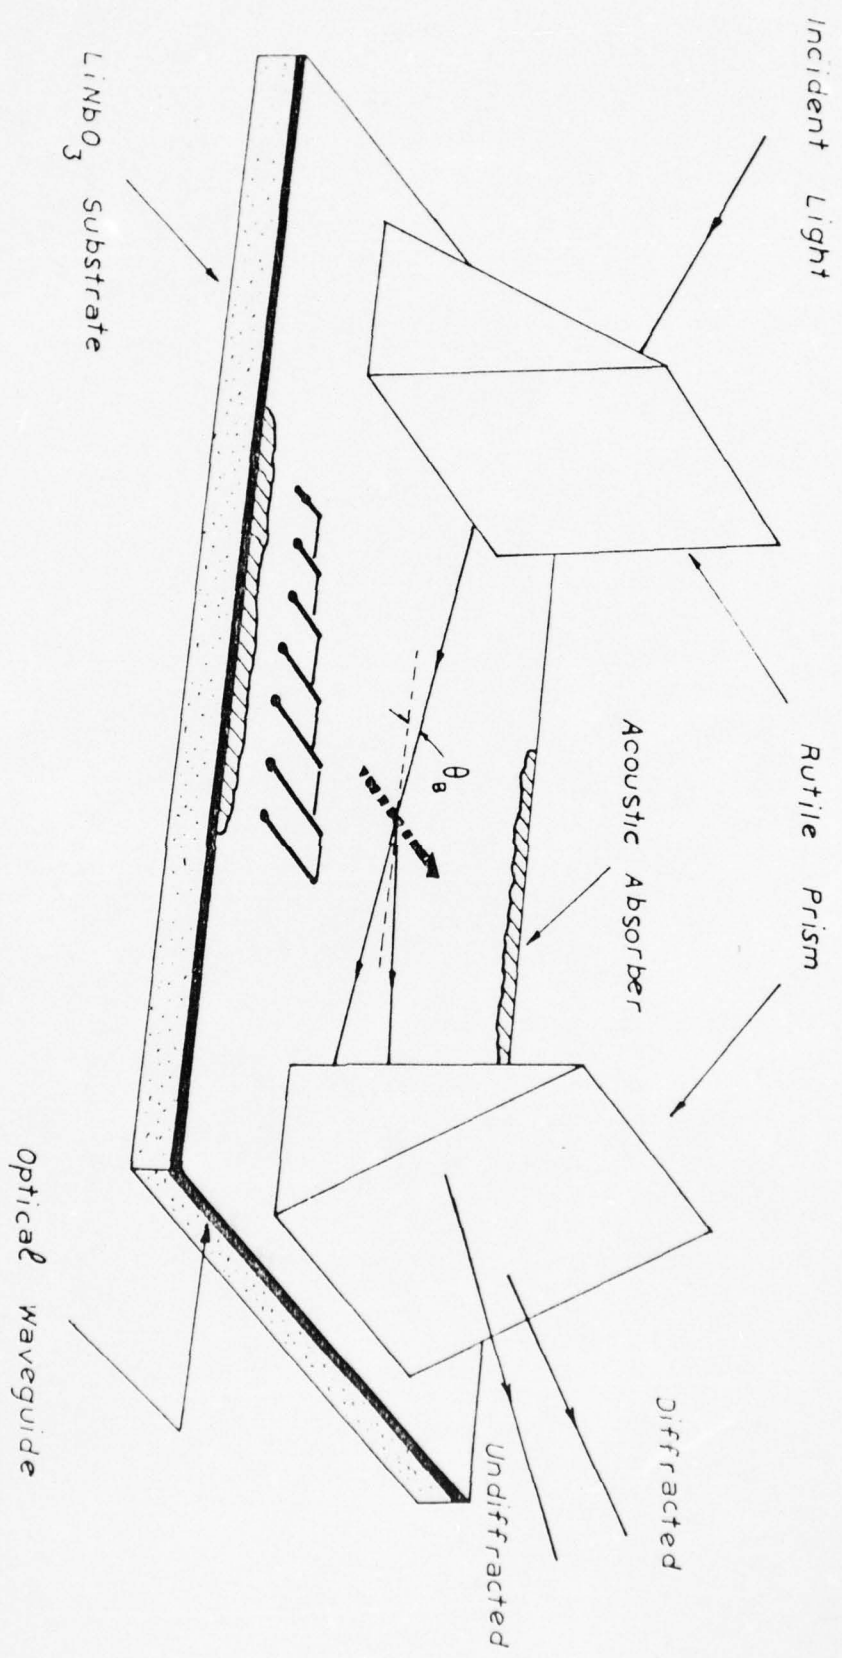 Incident Light
Rutile Prism
Acoustic Absorber
θB
Diffracted
Undiffracted
LiNbO3 Substrate
Optical Waveguide